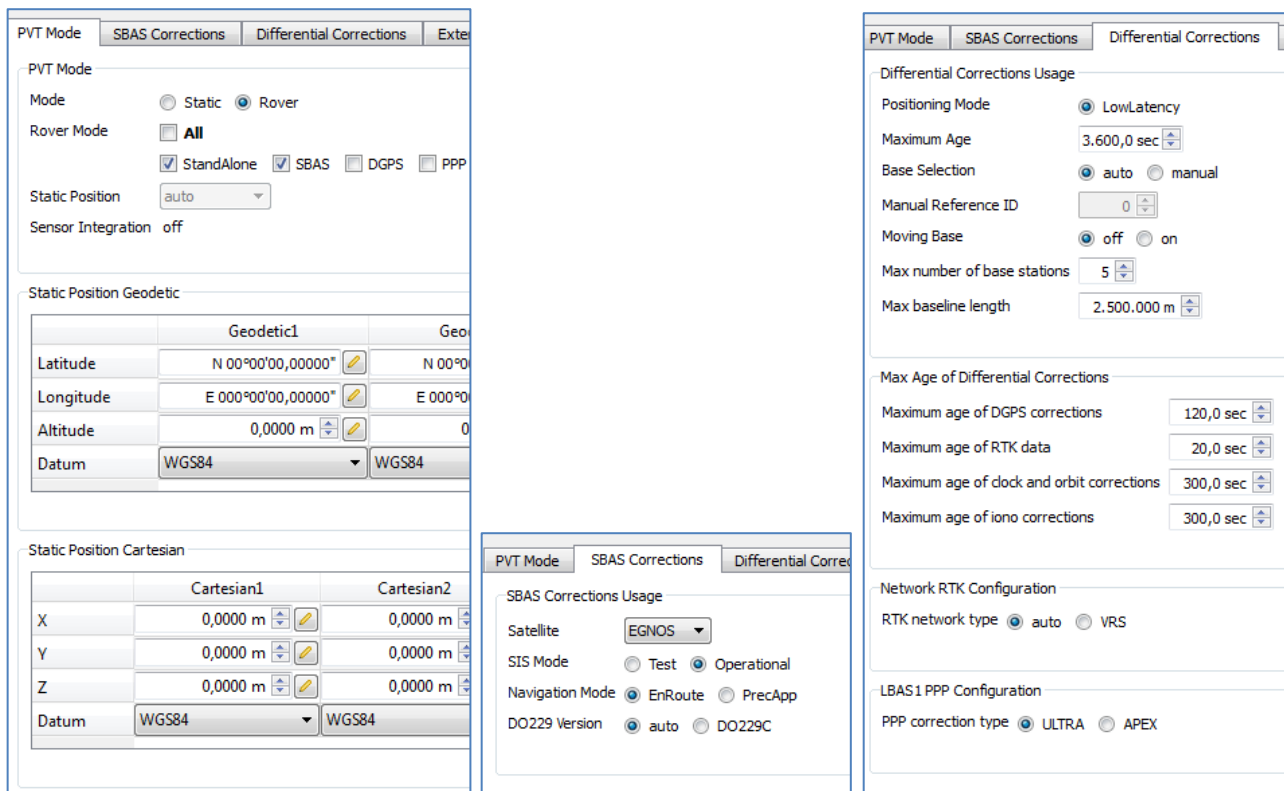 PVT Mode SBAS Corrections Differential Corrections Exter
PVT Mode
Mode Static Rover
Rover Mode All
StandAlone SBAS DGPS PPP
Static Position auto
Sensor Integration off
Static Position Geodetic
Geodetic1 Geo
Latitude N 00°00'00,00000" N 00°00
Longitude E 000°00'00,00000" E 000°0
Altitude 0,0000 m 0
Datum WGS84 WGS84
Static Position Cartesian
Cartesian1 Cartesian2
X 0,0000 m 0,0000 m
Y 0,0000 m 0,0000 m
Z 0,0000 m 0,0000 m
Datum WGS84 WGS84
PVT Mode SBAS Corrections Differential Correc
SBAS Corrections Usage
Satellite EGNOS
SIS Mode Test Operational
Navigation Mode EnRoute PrecApp
DO229 Version auto DO229C
PVT Mode SBAS Corrections Differential Corrections
Differential Corrections Usage
Positioning Mode LowLatency
Maximum Age 3.600,0 sec
Base Selection auto manual
Manual Reference ID 0
Moving Base off on
Max number of base stations 5
Max baseline length 2.500.000 m
Max Age of Differential Corrections
Maximum age of DGPS corrections 120,0 sec
Maximum age of RTK data 20,0 sec
Maximum age of clock and orbit corrections 300,0 sec
Maximum age of iono corrections 300,0 sec
Network RTK Configuration
RTK network type auto VRS
LBAS1 PPP Configuration
PPP correction type ULTRA APEX